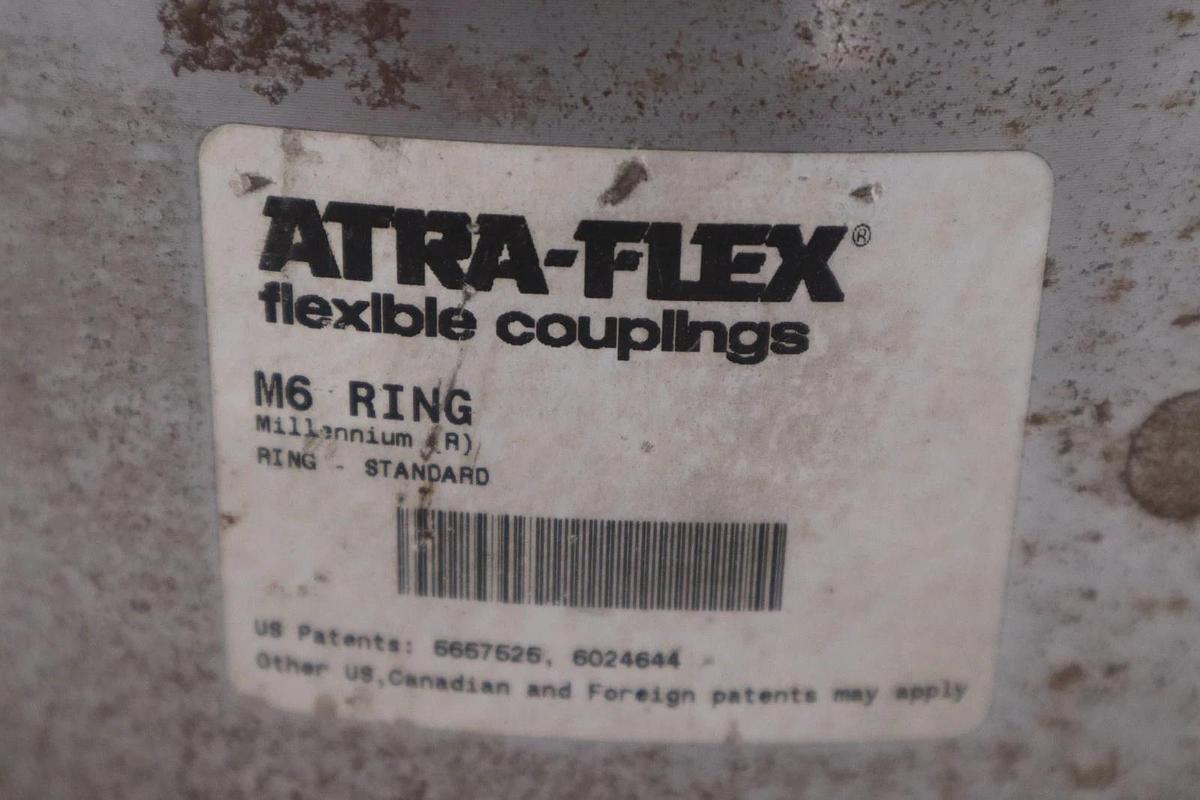 ATRA-FLEX®
flexible couplings
M6 RING
Millennium (R)
RING - STANDARD
US Patents: 5657525, 6024644
Other US,Canadian and Foreign patents may apply